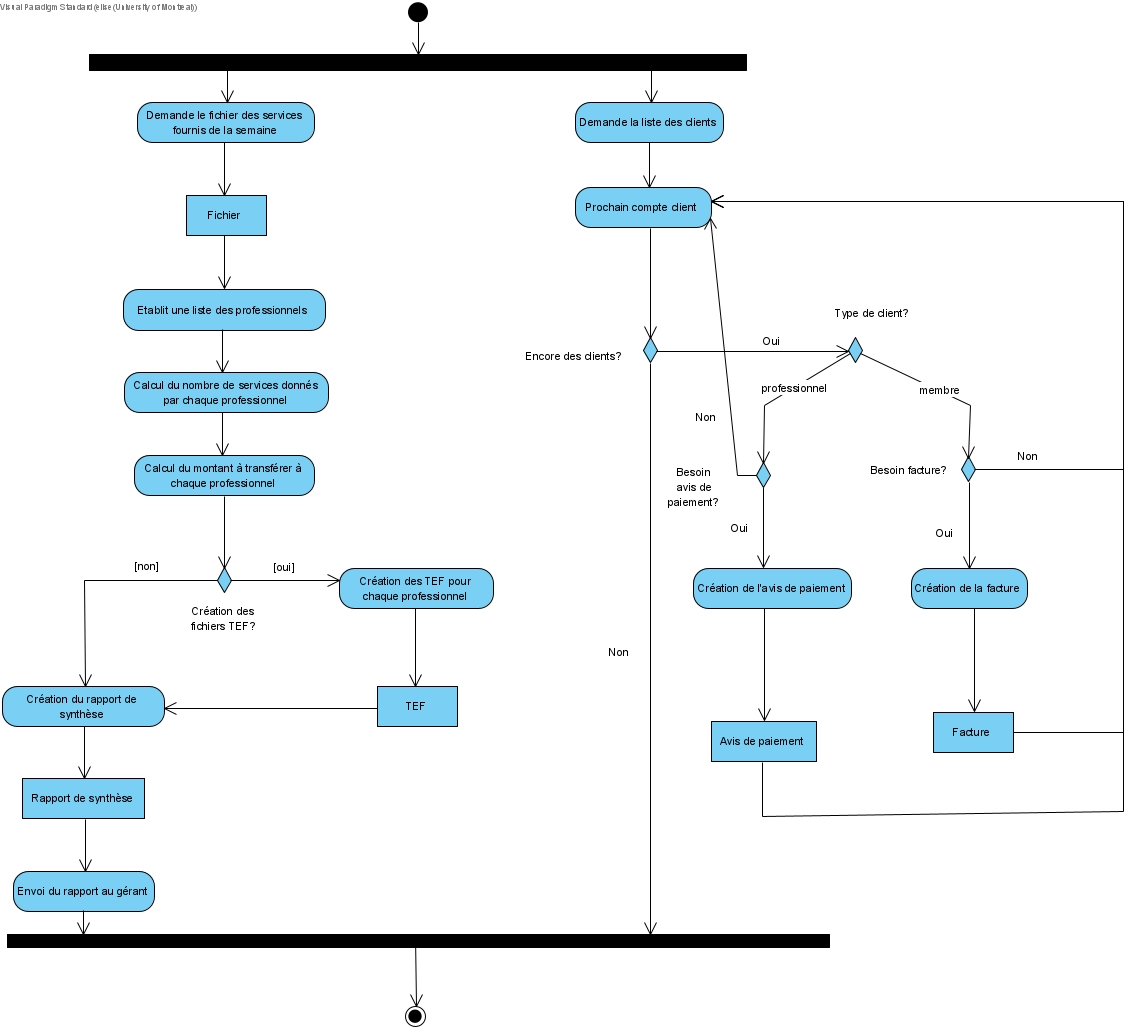 Visual Paradigm Standard (elise (University of Montreal))
Demande le fichier des services
fournis de la semaine
Demande la liste des clients
Fichier
Prochain compte client
Etablit une liste des professionnels
Type de client?
Encore des clients?
Oui
Calcul du nombre de services donnés
par chaque professionnel
professionnel
membre
Non
Calcul du montant à transférer à
chaque professionnel
Besoin
avis de
paiement?
Besoin facture?
Non
Oui
Oui
[non]
[oui]
Création des TEF pour
chaque professionnel
Création des
fichiers TEF?
Création de l'avis de paiement
Création de la facture
Non
Création du rapport de
synthèse
TEF
Avis de paiement
Facture
Rapport de synthèse
Envoi du rapport au gérant